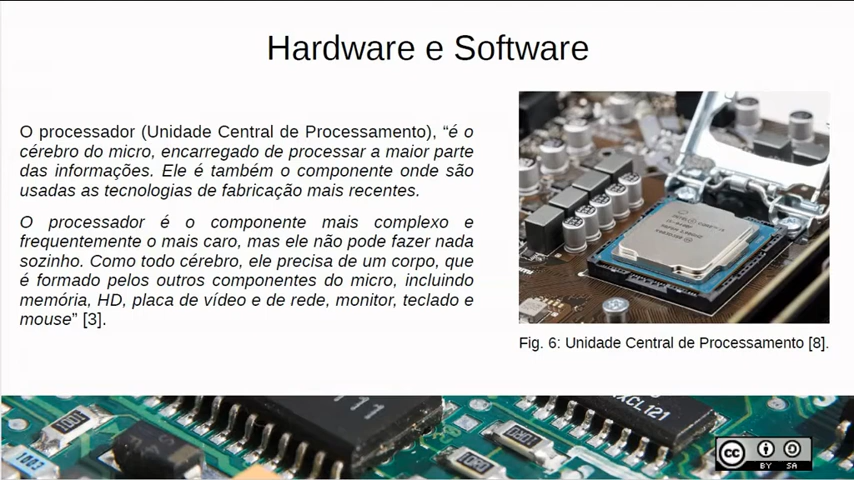 Hardware e Software
O processador (Unidade Central de Processamento), “é o
cérebro do micro, encarregado de processar a maior parte
das informações. Ele é também o componente onde são
usadas as tecnologias de fabricação mais recentes.
O processador é o componente mais complexo e
frequentemente o mais caro, mas ele não pode fazer nada
sozinho. Como todo cérebro, ele precisa de um corpo, que
é formado pelos outros componentes do micro, incluindo
memória, HD, placa de vídeo e de rede, monitor, teclado e
mouse” [3].
Fig. 6: Unidade Central de Processamento [8].
1005
1003
XCL121
cc
BY SA